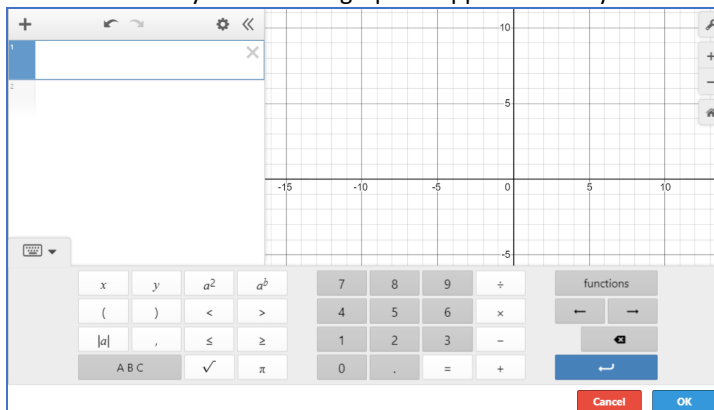 10
1
2
5
-15 -10 -5 0 5 10
-5
x y a² aᵇ 7 8 9 ÷ functions
( ) < > 4 5 6 × ← →
|a| , ≤ ≥ 1 2 3 −
A B C √ π 0 . = +
Cancel OK